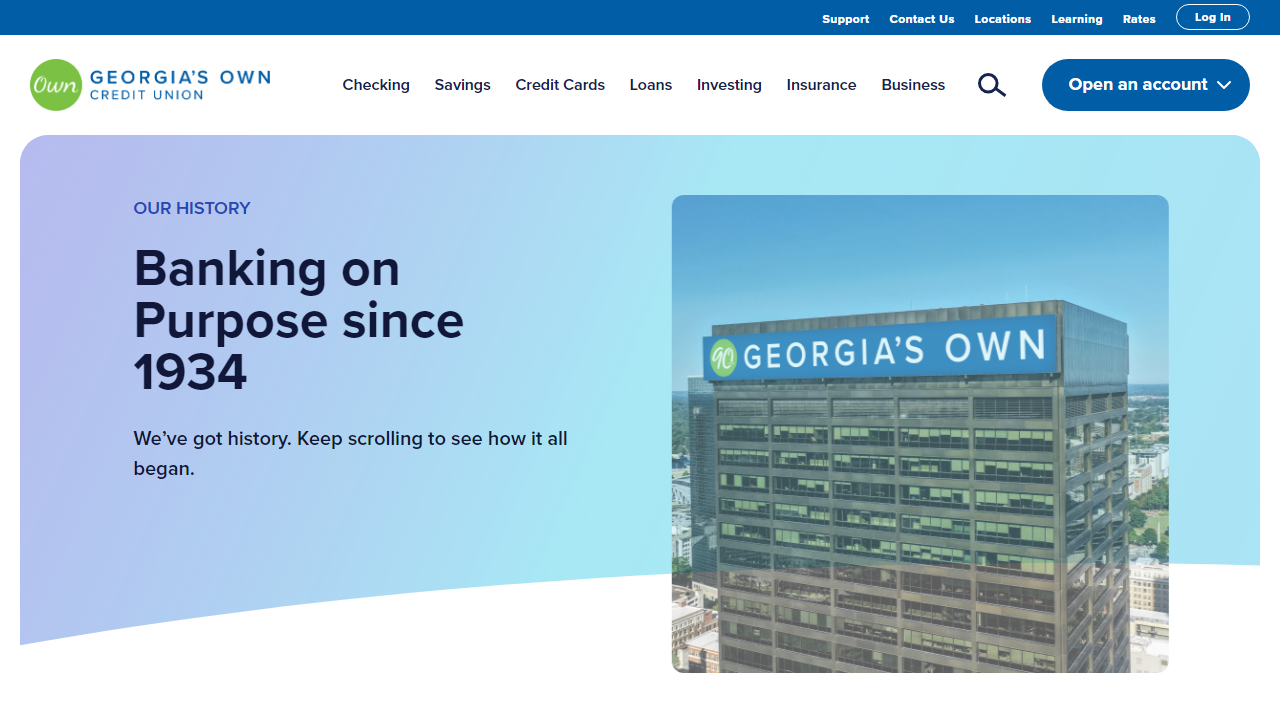 Support Contact Us Locations Learning Rates Log In
Own GEORGIA'S OWN
CREDIT UNION
Checking Savings Credit Cards Loans Investing Insurance Business Open an account
OUR HISTORY
Banking on
Purpose since
1934
We’ve got history. Keep scrolling to see how it all
began.
90 GEORGIA'S OWN